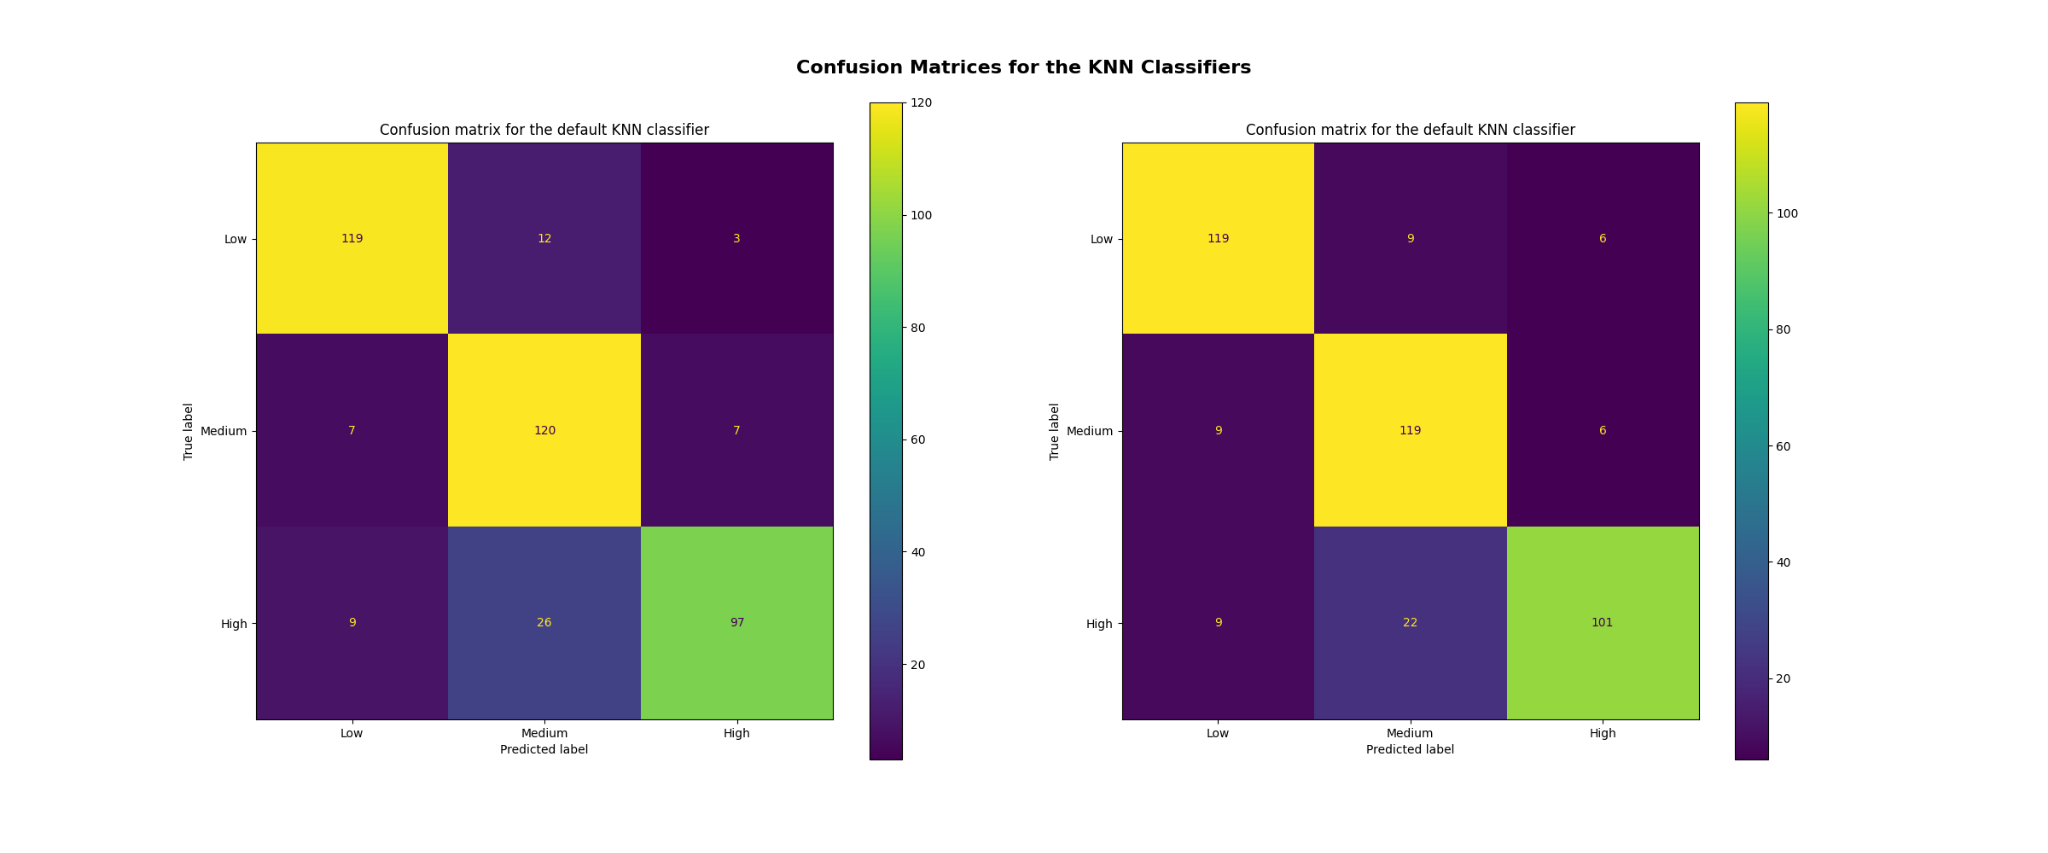 Confusion Matrices for the KNN Classifiers
Confusion matrix for the default KNN classifier
119 12 3
7 120 7
9 26 97
Low
Medium
High
True label
Low Medium High
Predicted label
120
100
80
60
40
20
Confusion matrix for the default KNN classifier
119 9 6
9 119 6
9 22 101
Low
Medium
High
True label
Low Medium High
Predicted label
100
80
60
40
20